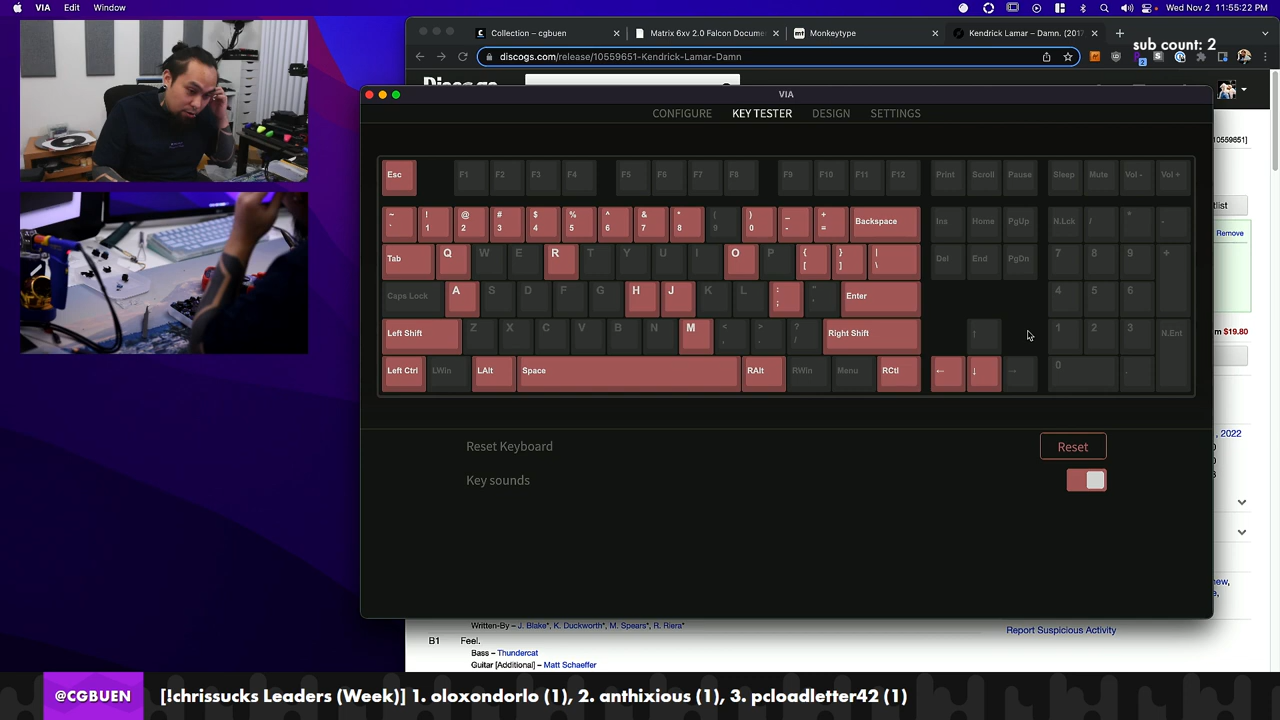 VIA Edit Window
Wed Nov 2 11:55:22 PM
Collection – cgbuen
Matrix 6xv 2.0 Falcon Docume
Monkeytype
Kendrick Lamar – Damn. (2017
sub count: 2
discogs.com/release/10559651-Kendrick-Lamar-Damn
Discogs
VIA
CONFIGURE KEY TESTER DESIGN SETTINGS
10559651]
Esc F1 F2 F3 F4 F5 F6 F7 F8 F9 F10 F11 F12 Print Scroll Pause Sleep Mute Vol - Vol +
~ ! @ # $ % ^ & * ( ) _ + Backspace Ins Home PgUp N.Lck / * -
` 1 2 3 4 5 6 7 8 9 0 - =
tlist
Remove
Tab Q W E R T Y U I O P { } | Del End PgDn 7 8 9 +
[ ] \
Caps Lock A S D F G H J K L : " Enter 4 5 6
; '
Left Shift Z X C V B N M < > ? Right Shift ↑ 1 2 3 N.Ent
, . /
m $19.80
Left Ctrl LWin LAlt Space RAlt RWin Menu RCtl ← ↓ → 0 .
, 2022
Reset Keyboard Reset
Key sounds
Written-By – J. Blake*, K. Duckworth*, M. Spears*, R. Riera*
B1 Feel.
Report Suspicious Activity
Bass – Thundercat
Guitar [Additional] – Matt Schaeffer
@CGBUEN
[!chrissucks Leaders (Week)] 1. oloxondorlo (1), 2. anthixious (1), 3. pcloadletter42 (1)